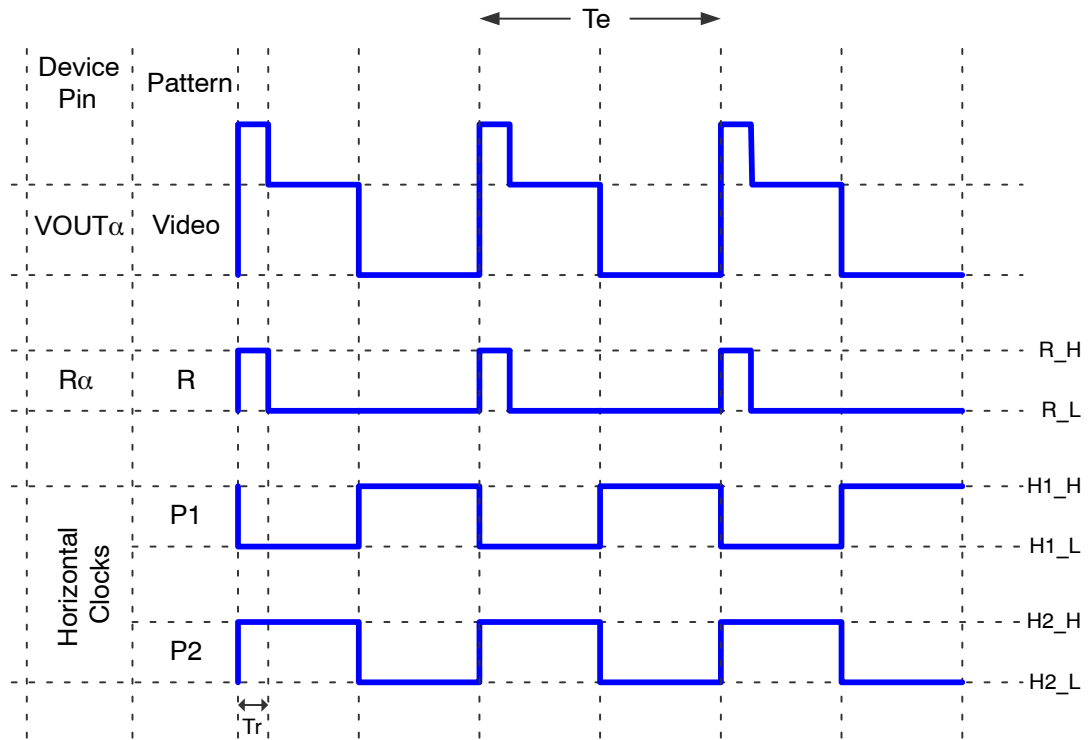 Te
Device
Pin
Pattern
VOUTα
Video
Rα
R
R_H
R_L
Horizontal
Clocks
P1
H1_H
H1_L
P2
H2_H
H2_L
Tr